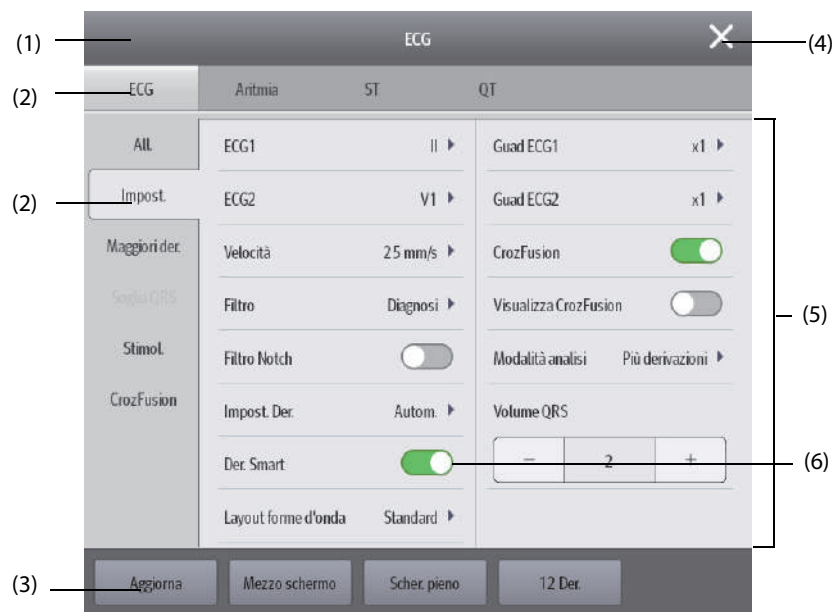 (1) ECG (4)
(2) ECG Aritmia ST QT
All. ECG1 II Guad ECG1 x1
(2) Impost. ECG2 V1 Guad ECG2 x1
Maggiori der. Velocità 25 mm/s CrozFusion
Soglia QRS Filtro Diagnosi Visualizza CrozFusion (5)
Stimol. Filtro Notch Modalità analisi Più derivazioni
CrozFusion Impost. Der. Autom. Volume QRS
Der. Smart − 2 + (6)
Layout forme d'onda Standard
(3) Aggiorna Mezzo schermo Scher. pieno 12 Der.